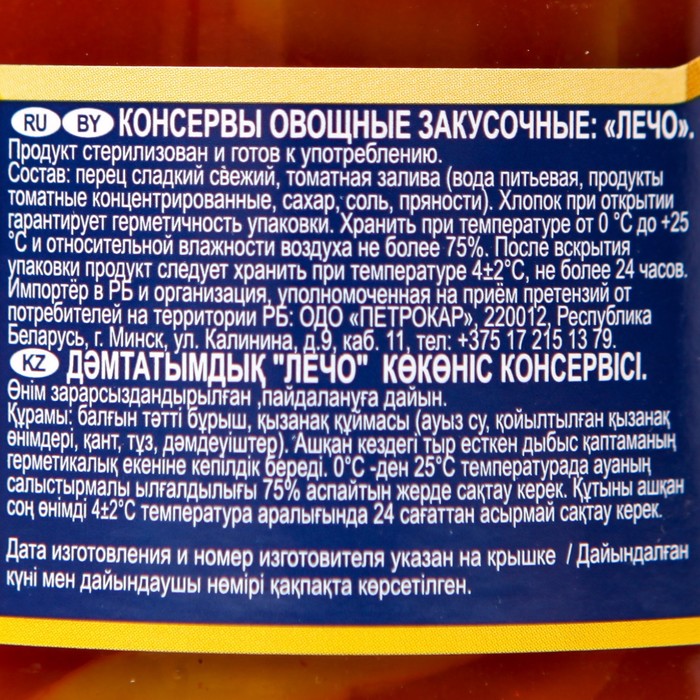 RU BY КОНСЕРВЫ ОВОЩНЫЕ ЗАКУСОЧНЫЕ: «ЛЕЧО».
Продукт стерилизован и готов к употреблению.
Состав: перец сладкий свежий, томатная залива (вода питьевая, продукты
томатные концентрированные, сахар, соль, пряности). Хлопок при открытии
гарантирует герметичность упаковки. Хранить при температуре от 0 °С до +25
°С и относительной влажности воздуха не более 75%. После вскрытия
упаковки продукт следует хранить при температуре 4±2°С, не более 24 часов.
Импортёр в РБ и организация, уполномоченная на приём претензий от
потребителей на территории РБ: ОДО «ПЕТРОКАР», 220012, Республика
Беларусь, г. Минск, ул. Калинина, д.9, каб. 11, тел: +375 17 215 13 79.
KZ ДӘМТАТЫМДЫҚ "ЛЕЧО" КӨКӨНІС КОНСЕРВІСІ.
Өнім зарарсыздандырылған ,пайдалануға дайын.
Құрамы: балғын тәтті бұрыш, қызанақ құймасы (ауыз су, қойылтылған қызанақ
өнімдері, қант, тұз, дәмдеуіштер). Ашқан кездегі тыр есткен дыбыс қаптаманың
герметикалық екеніне кепілдік береді. 0°С -ден 25°С температурада ауаның
салыстырмалы ылғалдылығы 75% аспайтын жерде сақтау керек. Құтыны ашқан
соң өнімді 4±2°С температура аралығында 24 сағаттан асырмай сақтау керек.
Дата изготовления и номер изготовителя указан на крышке / Дайындалған
күні мен дайындаушы нөмірі қақпақта көрсетілген.